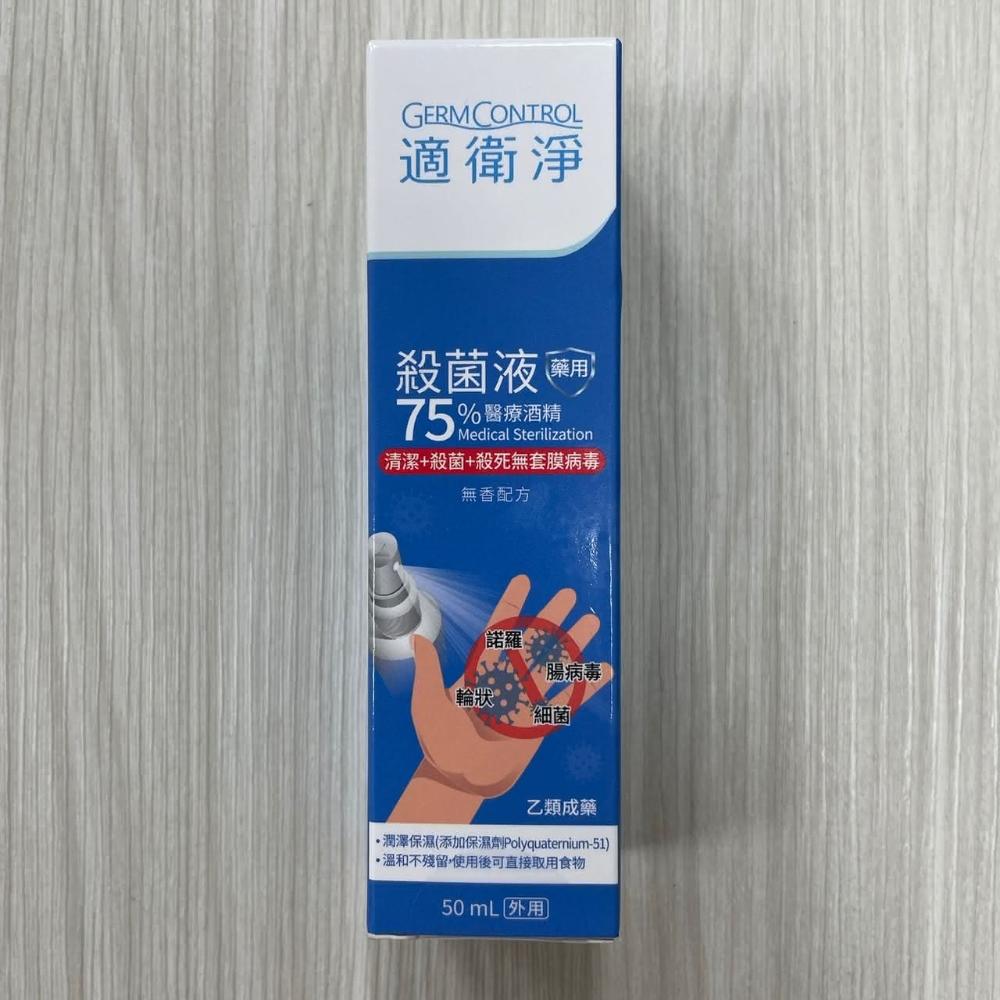 GERMCONTROL
適衛淨
殺菌液 藥用
75%醫療酒精
Medical Sterilization
清潔+殺菌+殺死無套膜病毒
無香配方
諾羅
腸病毒
輪狀
細菌
乙類成藥
•潤澤保濕(添加保濕劑Polyquaternium-51)
•溫和不殘留,使用後可直接取用食物
50 mL 外用